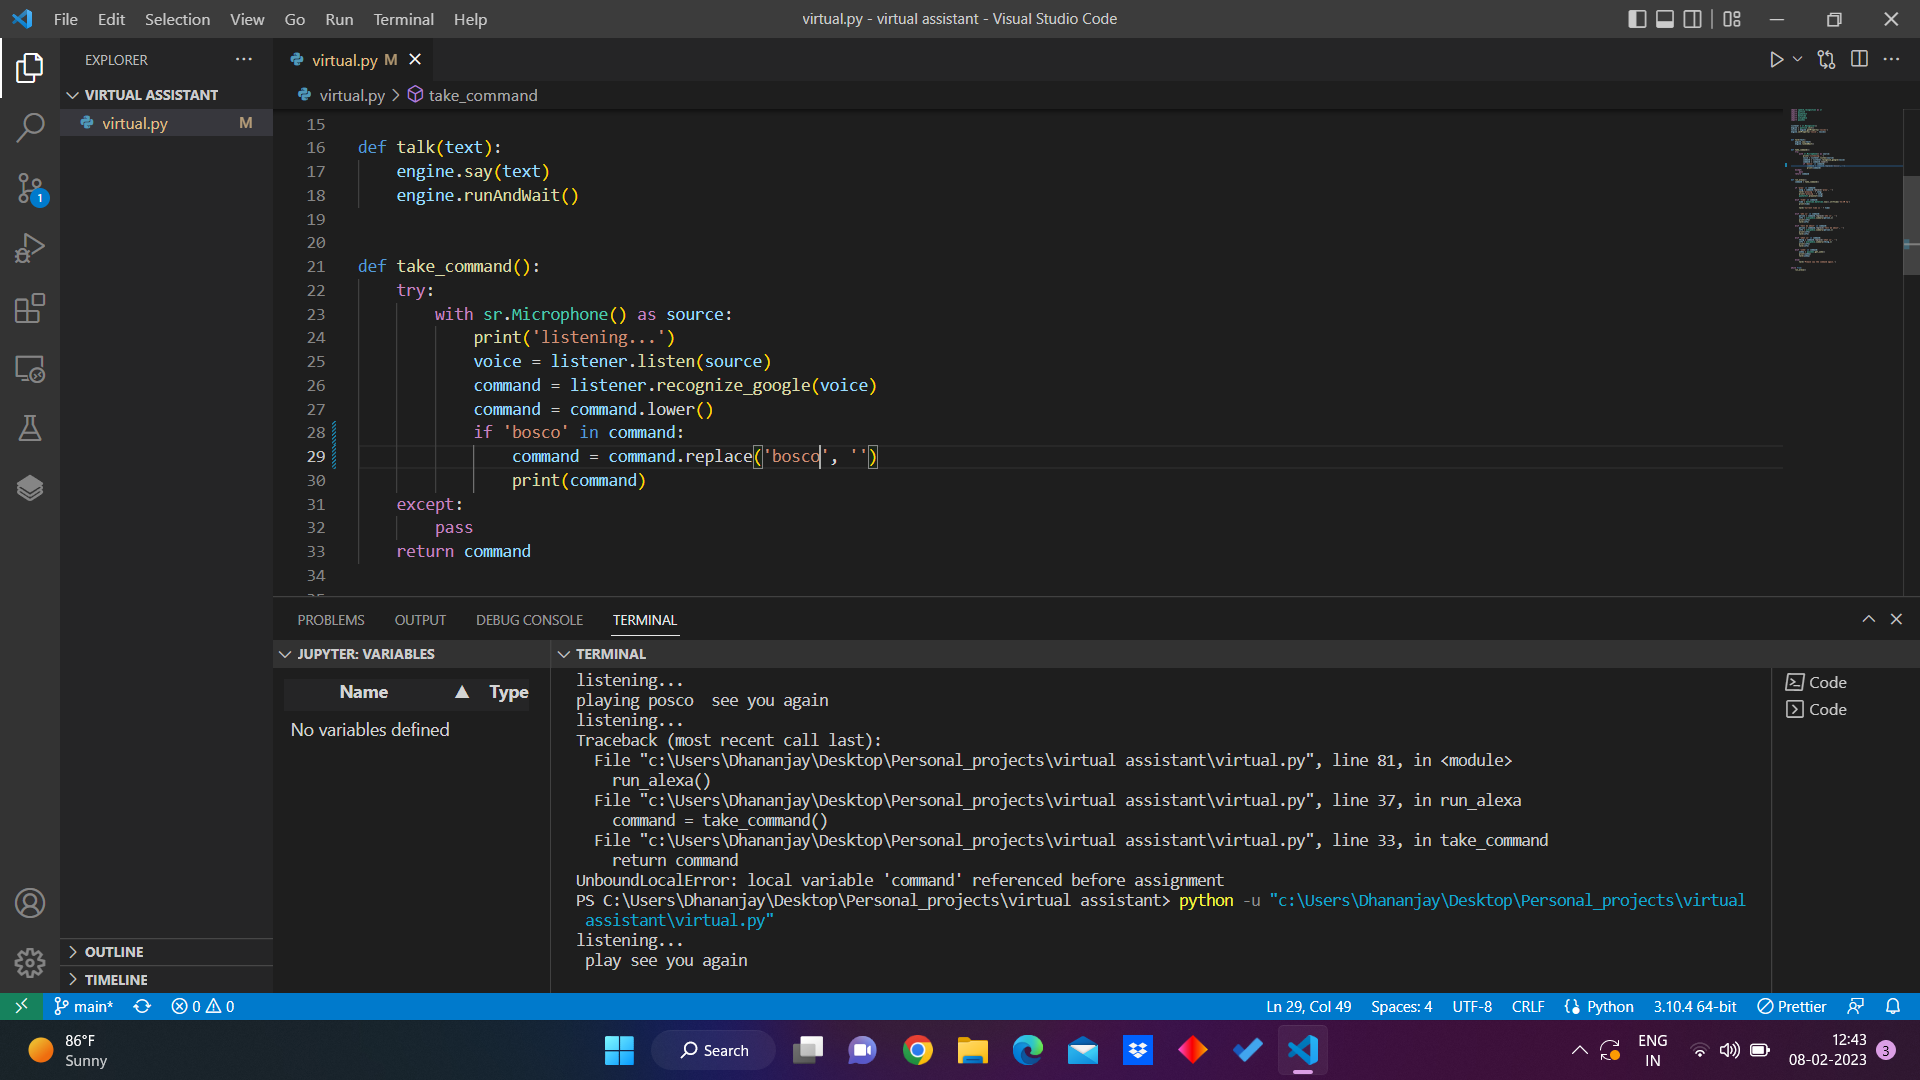 File Edit Selection View Go Run Terminal Help
virtual.py - virtual assistant - Visual Studio Code
EXPLORER
VIRTUAL ASSISTANT
virtual.py M
virtual.py M
virtual.py > take_command
15
16 def talk(text):
17 engine.say(text)
18 engine.runAndWait()
19
20
21 def take_command():
22 try:
23 with sr.Microphone() as source:
24 print('listening...')
25 voice = listener.listen(source)
26 command = listener.recognize_google(voice)
27 command = command.lower()
28 if 'bosco' in command:
29 command = command.replace('bosco', '')
30 print(command)
31 except:
32 pass
33 return command
34
PROBLEMS OUTPUT DEBUG CONSOLE TERMINAL
JUPYTER: VARIABLES
Name Type
No variables defined
TERMINAL
listening...
playing posco  see you again
listening...
Traceback (most recent call last):
File "c:\Users\Dhananjay\Desktop\Personal_projects\virtual assistant\virtual.py", line 81, in <module>
run_alexa()
File "c:\Users\Dhananjay\Desktop\Personal_projects\virtual assistant\virtual.py", line 37, in run_alexa
command = take_command()
File "c:\Users\Dhananjay\Desktop\Personal_projects\virtual assistant\virtual.py", line 33, in take_command
return command
UnboundLocalError: local variable 'command' referenced before assignment
PS C:\Users\Dhananjay\Desktop\Personal_projects\virtual assistant> python -u "c:\Users\Dhananjay\Desktop\Personal_projects\virtual
assistant\virtual.py"
listening...
play see you again
Code
Code
1
OUTLINE
TIMELINE
main* 0 0
Ln 29, Col 49 Spaces: 4 UTF-8 CRLF Python 3.10.4 64-bit Prettier
86°F
Sunny
Search
ENG
IN
12:43
08-02-2023
3